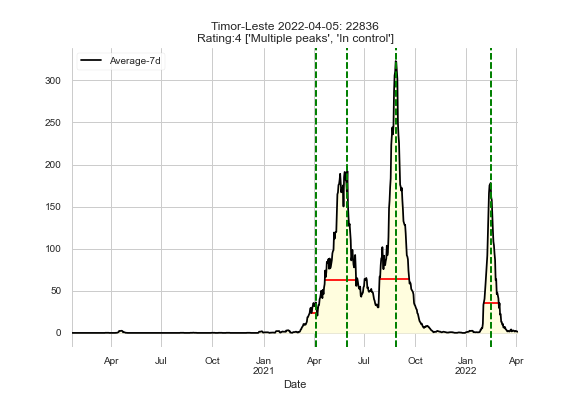 Timor-Leste 2022-04-05: 22836
Rating:4 ['Multiple peaks', 'In control']
Average-7d
300
250
200
150
100
50
0
Apr Jul Oct Jan Apr Jul Oct Jan Apr
2021 2022
Date